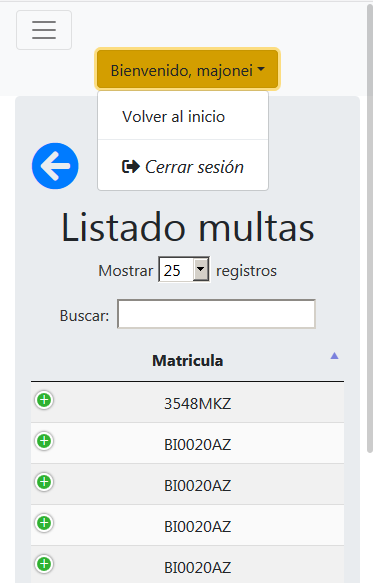 Bienvenido, majonei
Volver al inicio
Cerrar sesión
Listado multas
Mostrar 25 registros
Buscar:
Matricula
3548MKZ
BI0020AZ
BI0020AZ
BI0020AZ
BI0020AZ